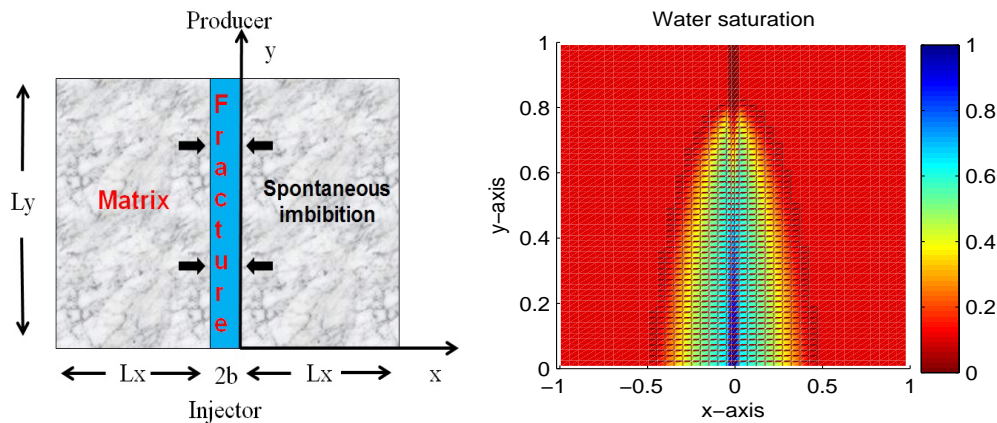 Producer
y
Fracture
Ly
Matrix
Spontaneous
imbibition
Lx
2b
Lx
x
Injector
Water saturation
1
0.8
0.6
0.4
0.2
0
y−axis
−1
−0.5
0
0.5
1
x−axis
1
0.8
0.6
0.4
0.2
0